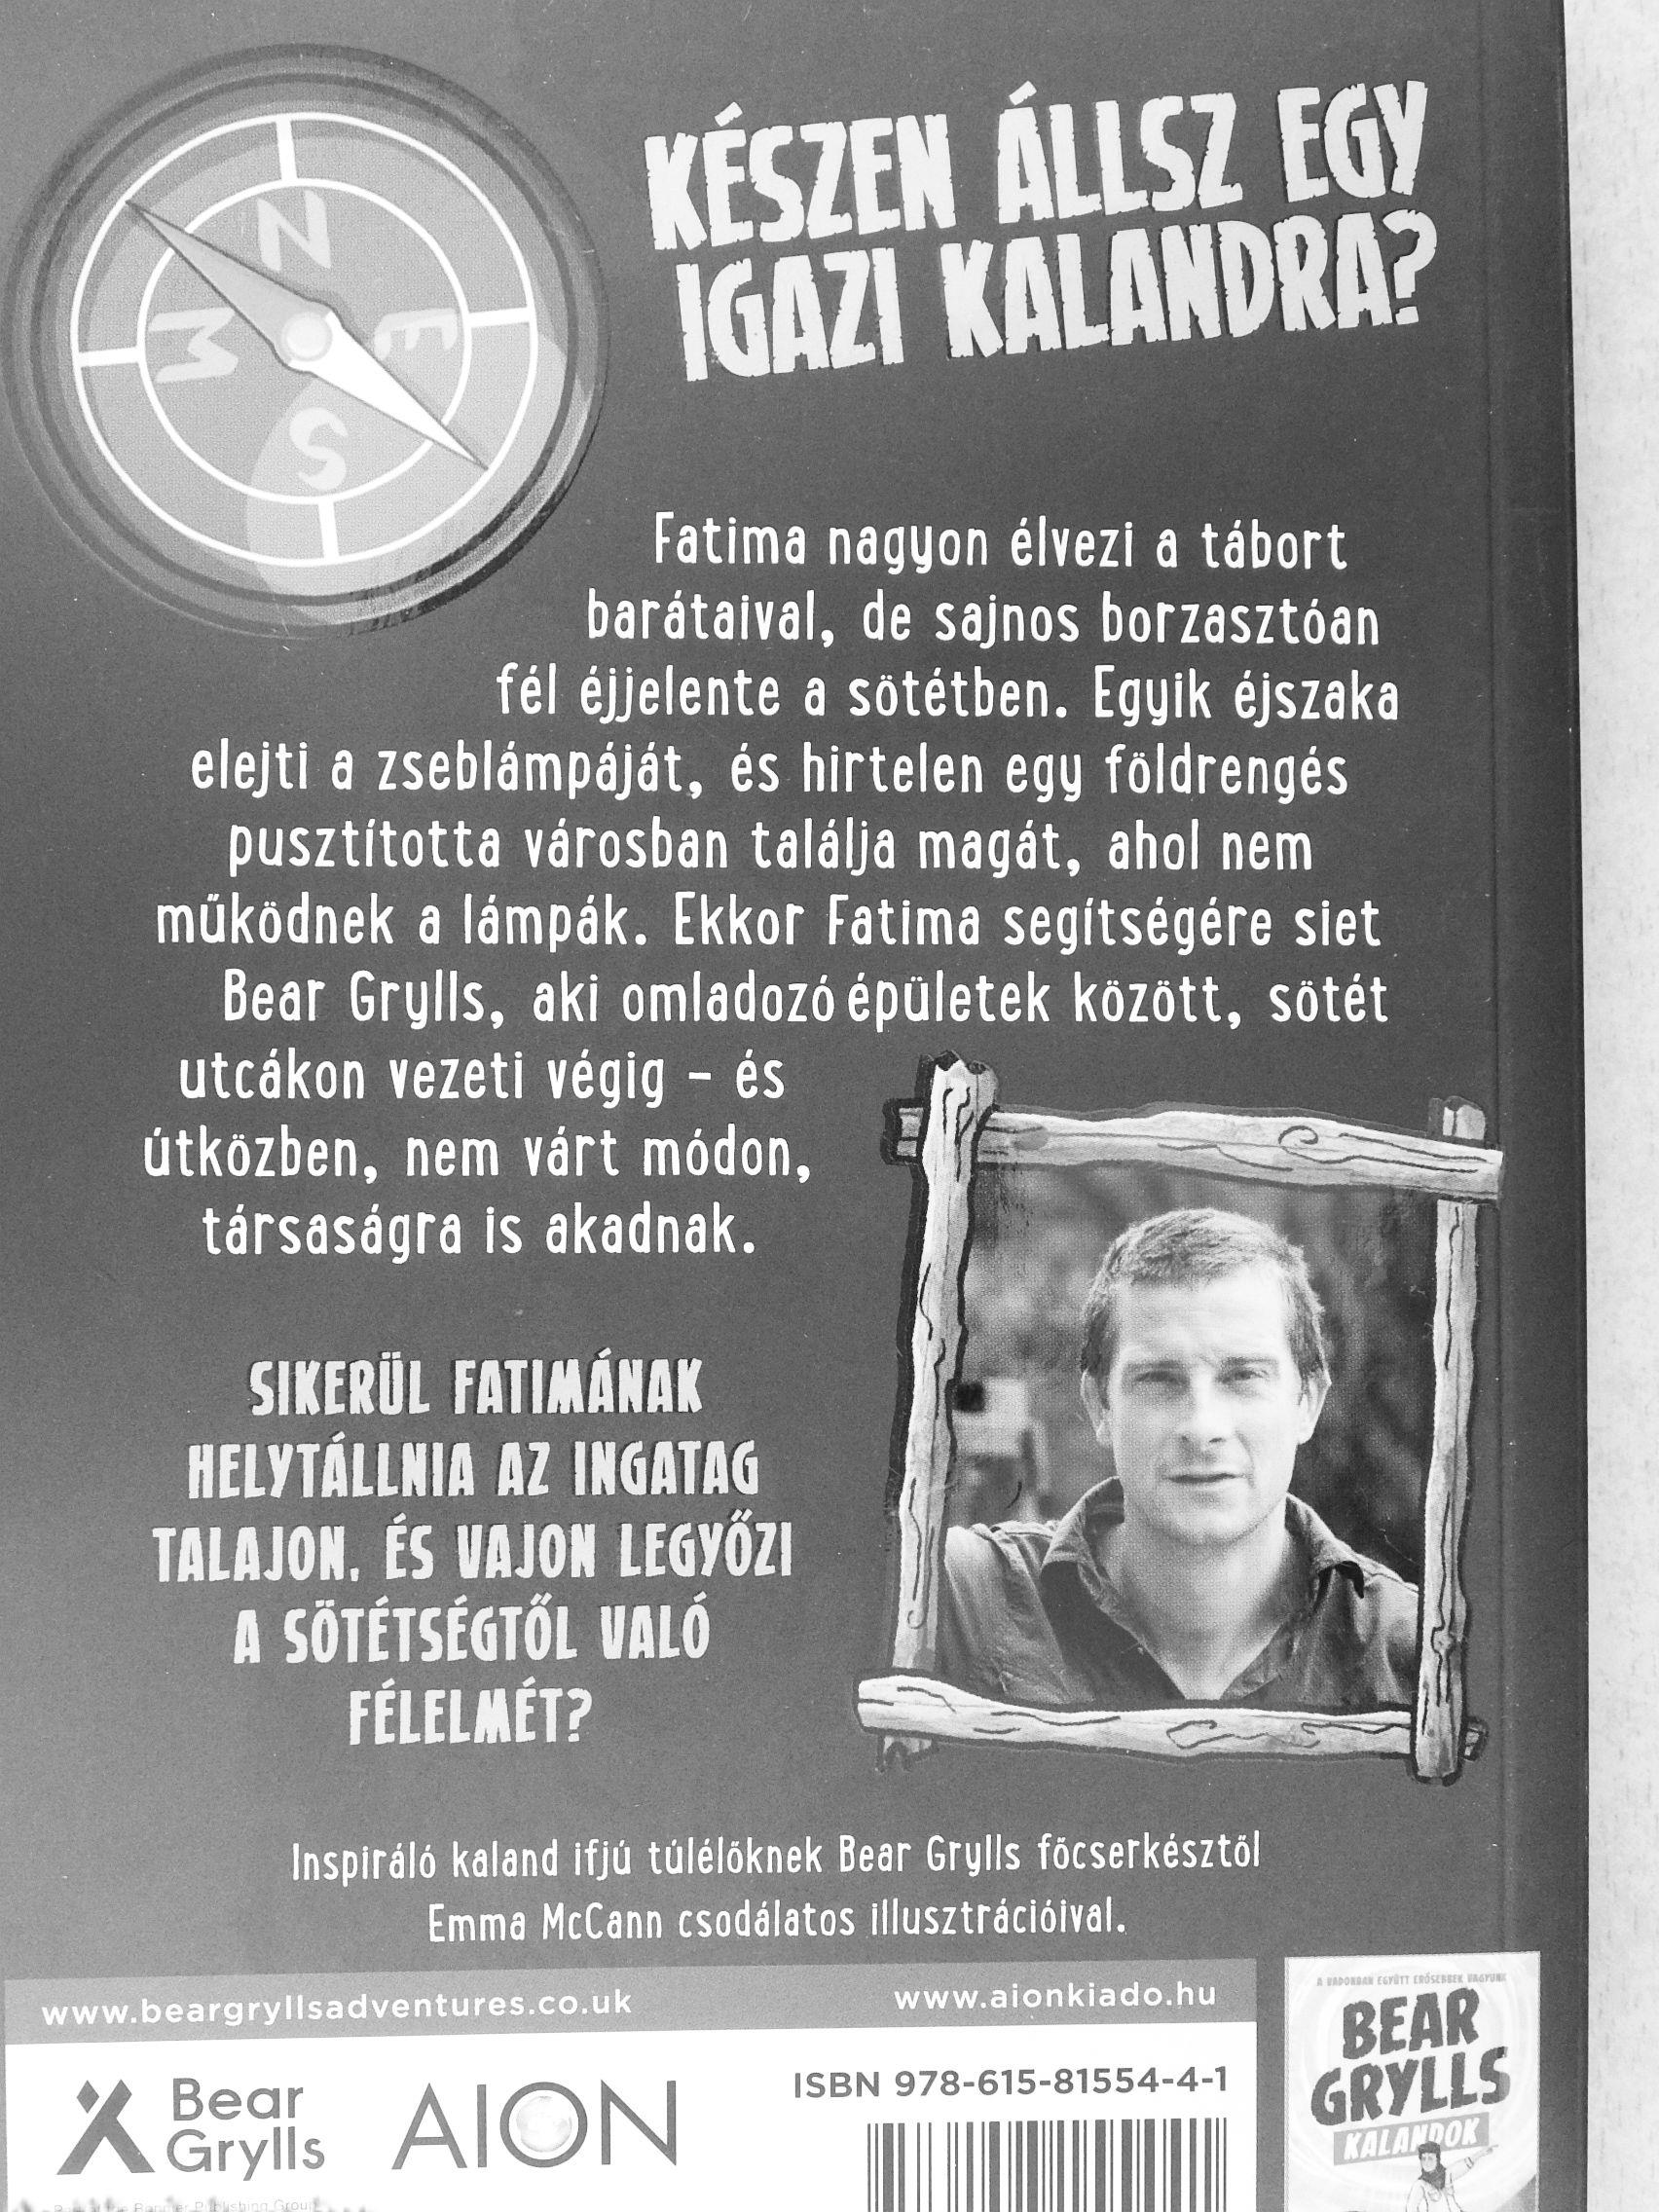 KÉSZEN ÁLLSZ EGY
IGAZI KALANDRA?
N
W
E
S
Fatima nagyon élvezi a tábort
barátaival, de sajnos borzasztóan
fél éjjelente a sötétben. Egyik éjszaka
elejti a zseblámpáját, és hirtelen egy földrengés
pusztította városban találja magát, ahol nem
működnek a lámpák. Ekkor Fatima segítségére siet
Bear Grylls, aki omladozó épületek között, sötét
utcákon vezeti végig – és
útközben, nem várt módon,
társaságra is akadnak.
SIKERÜL FATIMÁNAK
HELYTÁLLNIA AZ INGATAG
TALAJON, ÉS VAJON LEGYŐZI
A SÖTÉTSÉGTŐL VALÓ
FÉLELMÉT?
Inspiráló kaland ifjú túlélőknek Bear Grylls főcserkésztől
Emma McCann csodálatos illusztrációival.
www.beargryllsadventures.co.uk
www.aionkiado.hu
Bear
Grylls
AION
ISBN 978-615-81554-4-1
A VADONBAN EGYÜTT ERŐSEBBEK VAGYUNK
BEAR
GRYLLS
KALANDOK